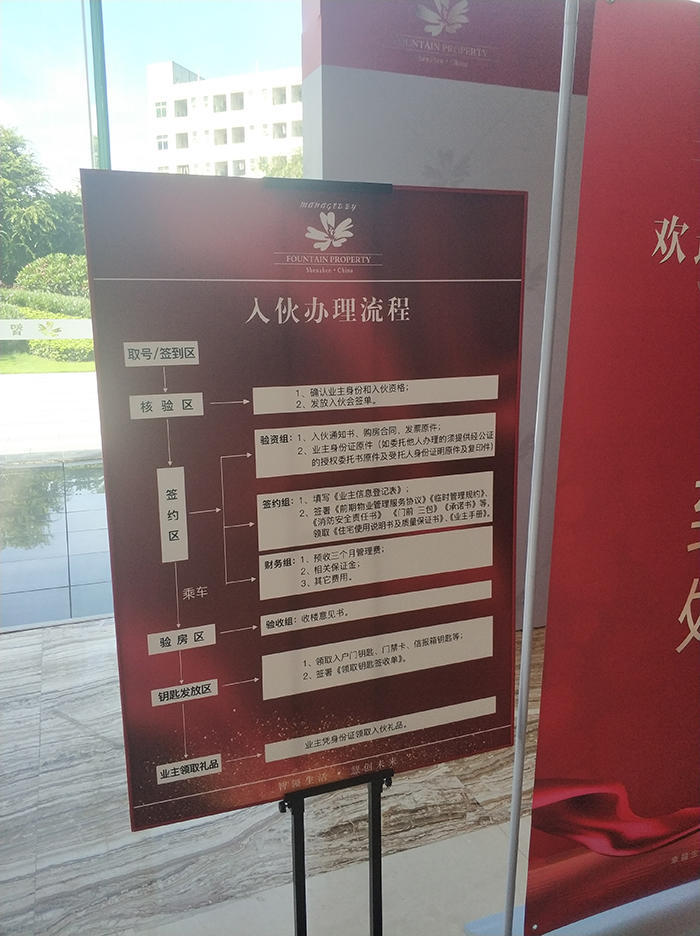 FOUNTAIN PROPERTY
Shenzhen · China
MANAGED BY
FOUNTAIN PROPERTY
Shenzhen · China
入伙办理流程
取号/签到区
核验区
1、确认业主身份和入伙资格；
2、发放入伙会签单。
签约区
验资组：1、入伙通知书、购房合同、发票原件；
2、业主身份证原件（如委托他人办理的须提供经公证
的授权委托书原件及受托人身份证明原件及复印件）
签约组：1、填写《业主信息登记表》；
2、签署《前期物业管理服务协议》《临时管理规约》、
《消防安全责任书》《门前三包》《承诺书》等，
领取《住宅使用说明书及质量保证书》、《业主手册》。
财务组：1、预收三个月管理费；
2、相关保证金；
3、其它费用。
乘车
验房区
验收组：收楼意见书。
钥匙发放区
1、领取入户门钥匙、门禁卡、信报箱钥匙等；
2、签署《领取钥匙签收单》。
业主领取礼品
业主凭身份证领取入伙礼品。
智领生活·慧创未来
欢